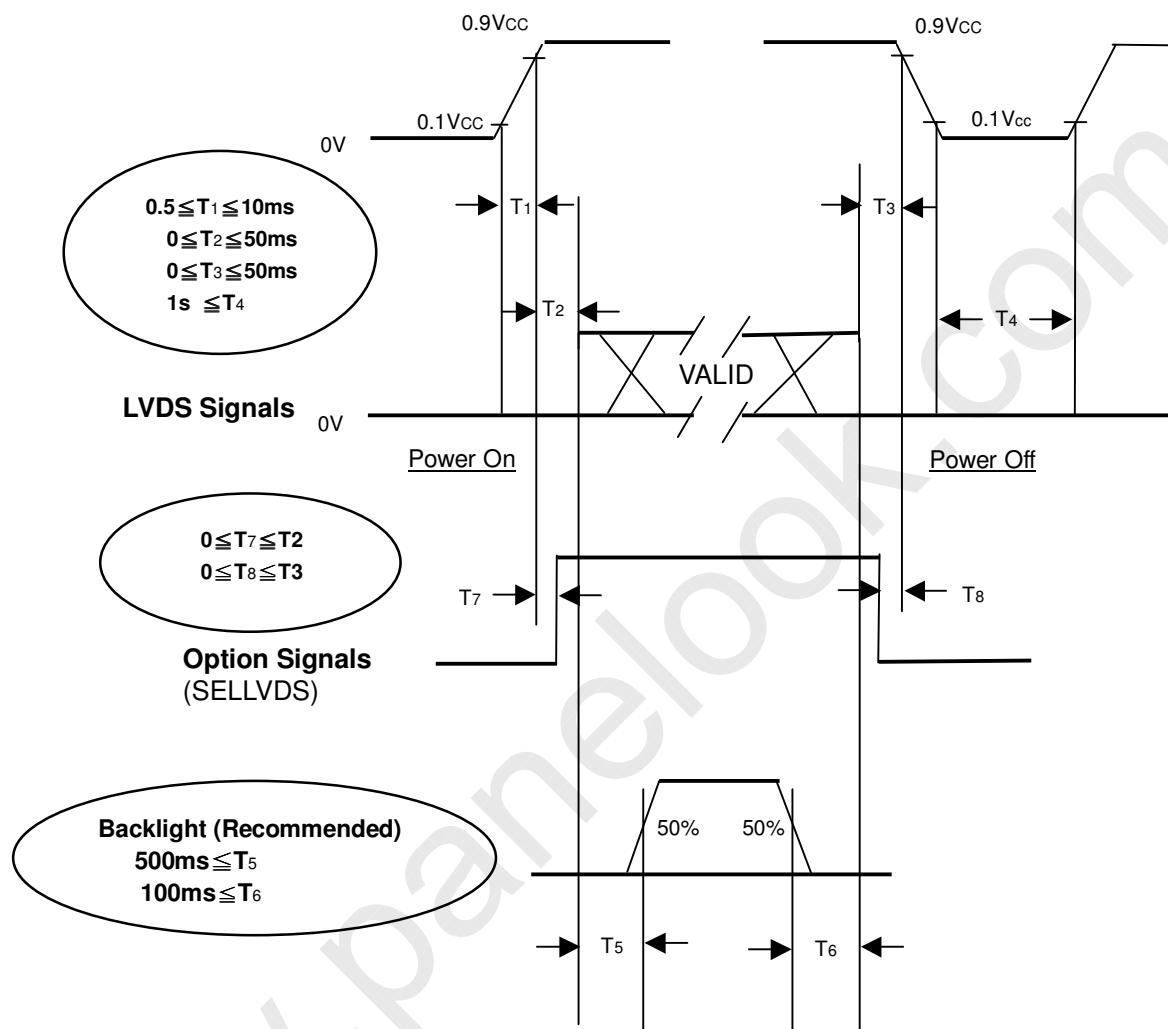 0.9VCC
0.9VCC
0.1VCC
0.1Vcc
0V
0.5≦T1≦10ms
0≦T2≦50ms
0≦T3≦50ms
1s ≦T4
T1
T3
T2
T4
VALID
LVDS Signals
0V
Power On
Power Off
0≦T7≦T2
0≦T8≦T3
T7
T8
Option Signals
(SELLVDS)
Backlight (Recommended)
500ms≦T5
100ms≦T6
50%
50%
T5
T6
panelook.com